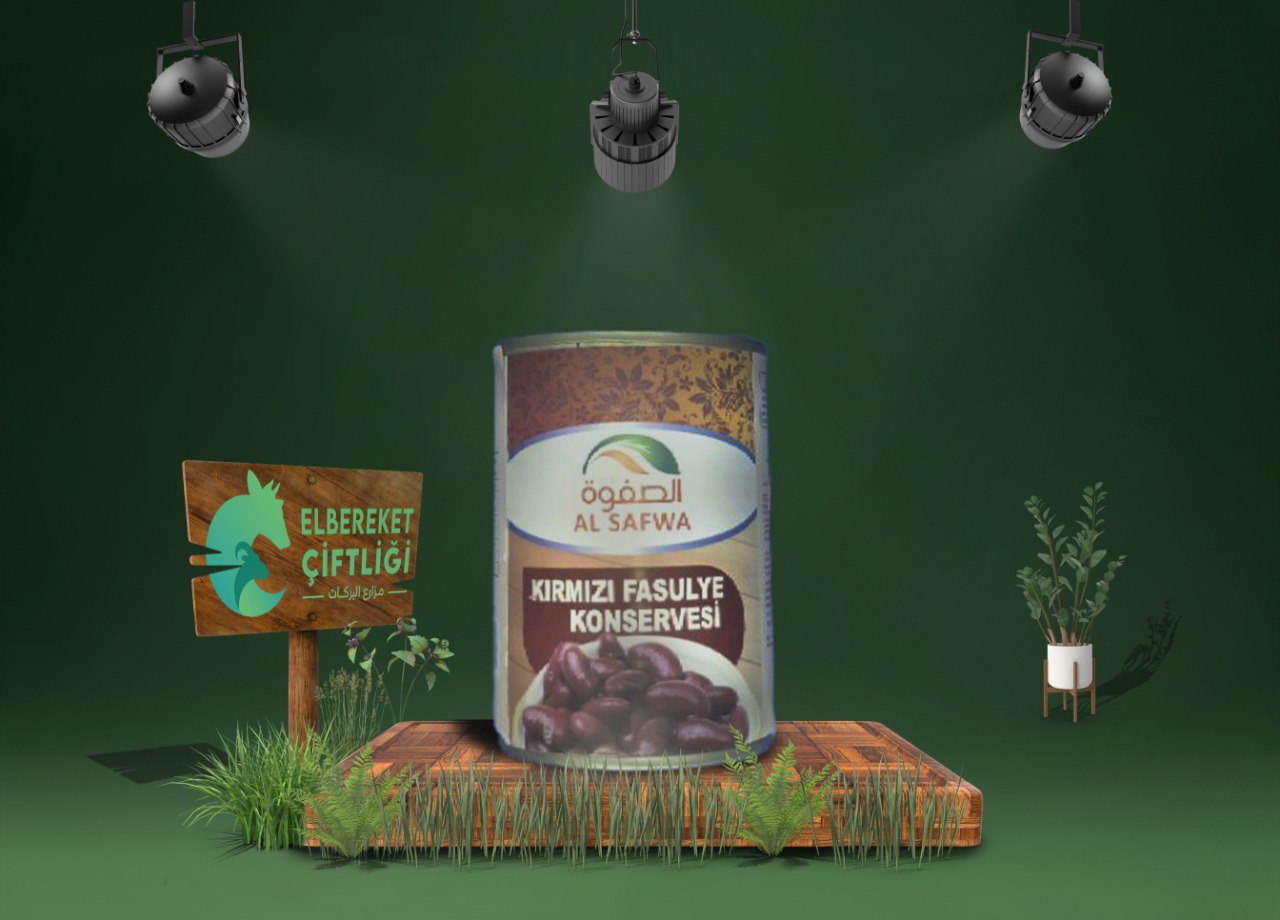 الصفوة
AL SAFWA
KIRMIZI FASULYE
KONSERVESİ
ELBEREKET
ÇİFTLİĞİ
مزارع البركات